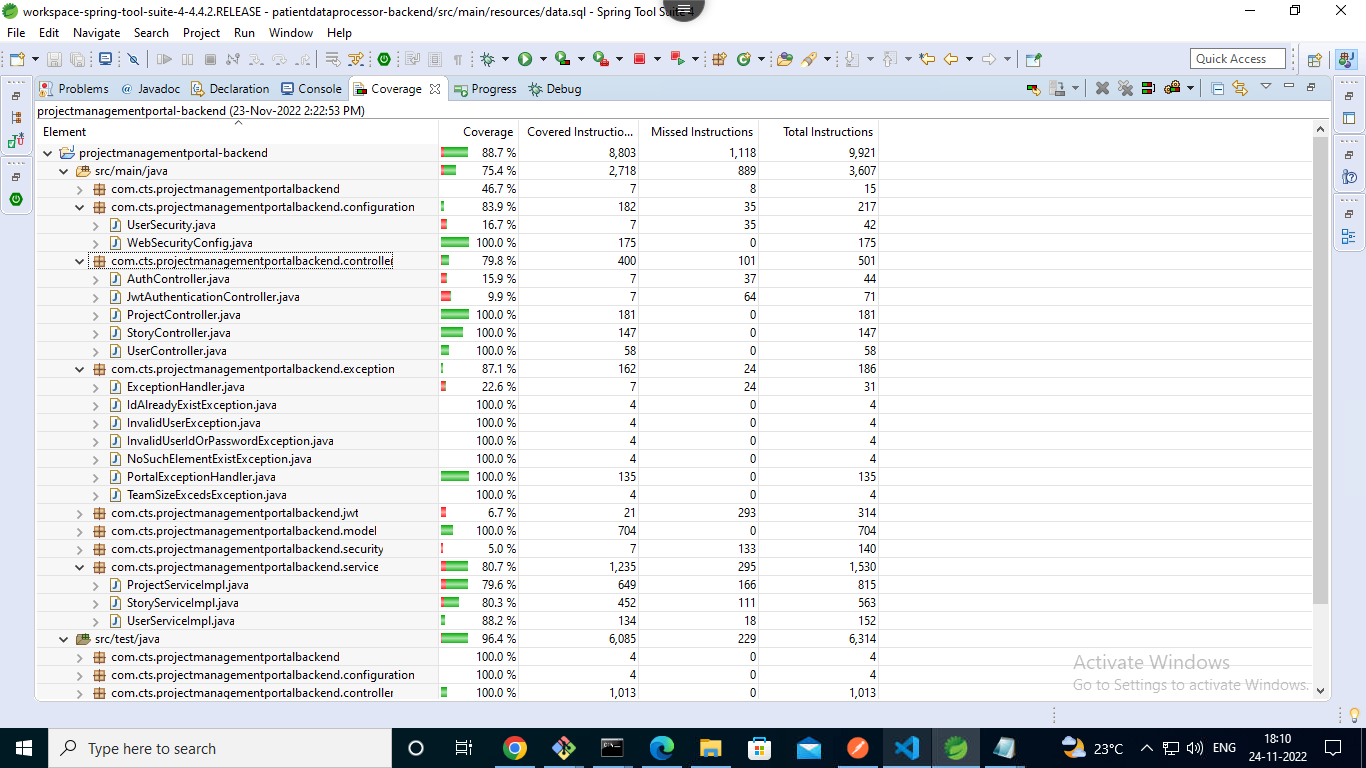 workspace-spring-tool-suite-4-4.4.2.RELEASE - patientdataprocessor-backend/src/main/resources/data.sql - Spring Tool Suite 4
File Edit Navigate Search Project Run Window Help
Quick Access
Problems @ Javadoc Declaration Console Coverage Progress Debug
projectmanagementportal-backend (23-Nov-2022 2:22:53 PM)
Element Coverage Covered Instructio... Missed Instructions Total Instructions
projectmanagementportal-backend 88.7 % 8,803 1,118 9,921
src/main/java 75.4 % 2,718 889 3,607
com.cts.projectmanagementportalbackend 46.7 % 7 8 15
com.cts.projectmanagementportalbackend.configuration 83.9 % 182 35 217
UserSecurity.java 16.7 % 7 35 42
WebSecurityConfig.java 100.0 % 175 0 175
com.cts.projectmanagementportalbackend.controller 79.8 % 400 101 501
AuthController.java 15.9 % 7 37 44
JwtAuthenticationController.java 9.9 % 7 64 71
ProjectController.java 100.0 % 181 0 181
StoryController.java 100.0 % 147 0 147
UserController.java 100.0 % 58 0 58
com.cts.projectmanagementportalbackend.exception 87.1 % 162 24 186
ExceptionHandler.java 22.6 % 7 24 31
IdAlreadyExistException.java 100.0 % 4 0 4
InvalidUserException.java 100.0 % 4 0 4
InvalidUserIdOrPasswordException.java 100.0 % 4 0 4
NoSuchElementExistException.java 100.0 % 4 0 4
PortalExceptionHandler.java 100.0 % 135 0 135
TeamSizeExcedsException.java 100.0 % 4 0 4
com.cts.projectmanagementportalbackend.jwt 6.7 % 21 293 314
com.cts.projectmanagementportalbackend.model 100.0 % 704 0 704
com.cts.projectmanagementportalbackend.security 5.0 % 7 133 140
com.cts.projectmanagementportalbackend.service 80.7 % 1,235 295 1,530
ProjectServiceImpl.java 79.6 % 649 166 815
StoryServiceImpl.java 80.3 % 452 111 563
UserServiceImpl.java 88.2 % 134 18 152
src/test/java 96.4 % 6,085 229 6,314
com.cts.projectmanagementportalbackend 100.0 % 4 0 4
com.cts.projectmanagementportalbackend.configuration 100.0 % 4 0 4
com.cts.projectmanagementportalbackend.controller 100.0 % 1,013 0 1,013
Activate Windows
Go to Settings to activate Windows.
Type here to search
23°C ENG
18:10
24-11-2022